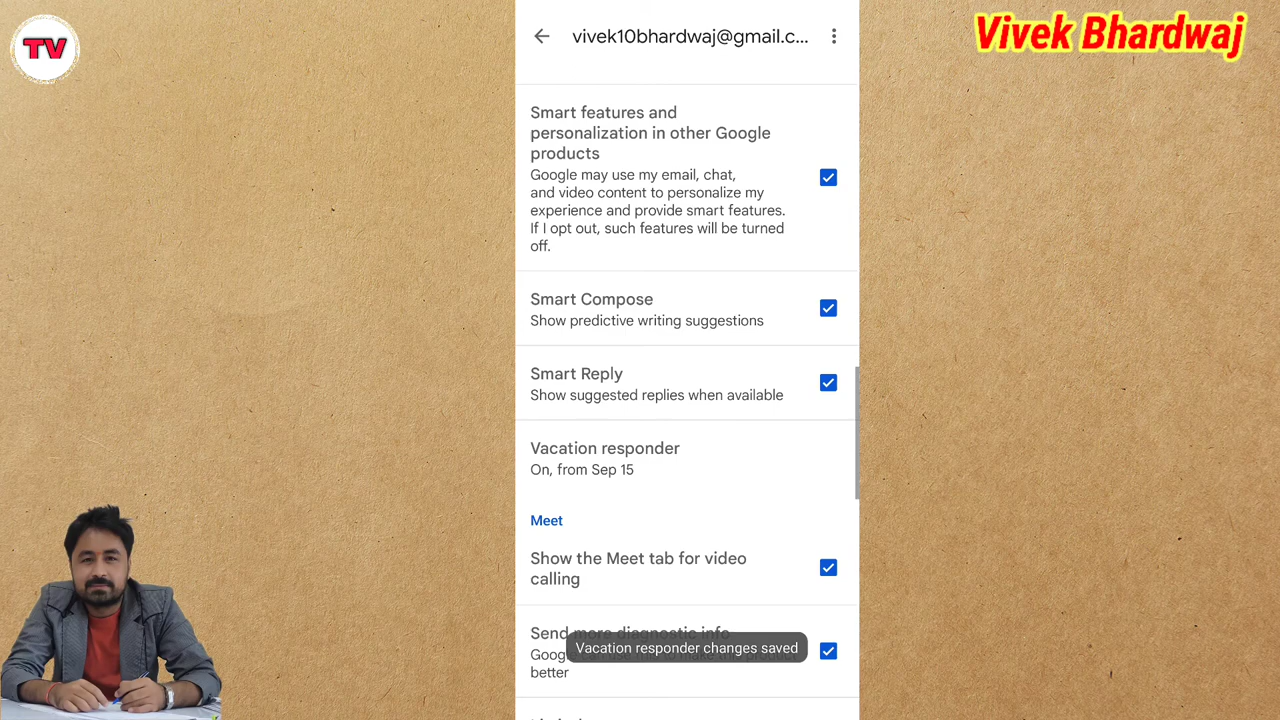 TV
Vivek Bhardwaj
vivek10bhardwaj@gmail.c...
Smart features and
personalization in other Google
products
Google may use my email, chat,
and video content to personalize my
experience and provide smart features.
If I opt out, such features will be turned
off.
Smart Compose
Show predictive writing suggestions
Smart Reply
Show suggested replies when available
Vacation responder
On, from Sep 15
Meet
Show the Meet tab for video
calling
Send more diagnostic info
Vacation responder changes saved
better